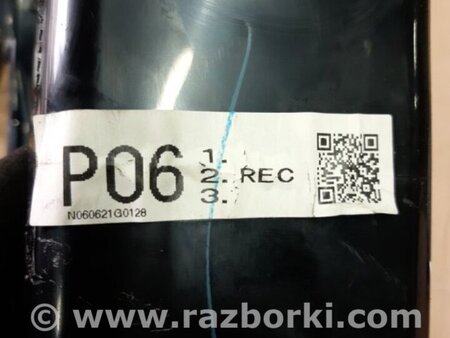 P06
1.
2. REC
3.
N060621G0128
© www.razborki.com